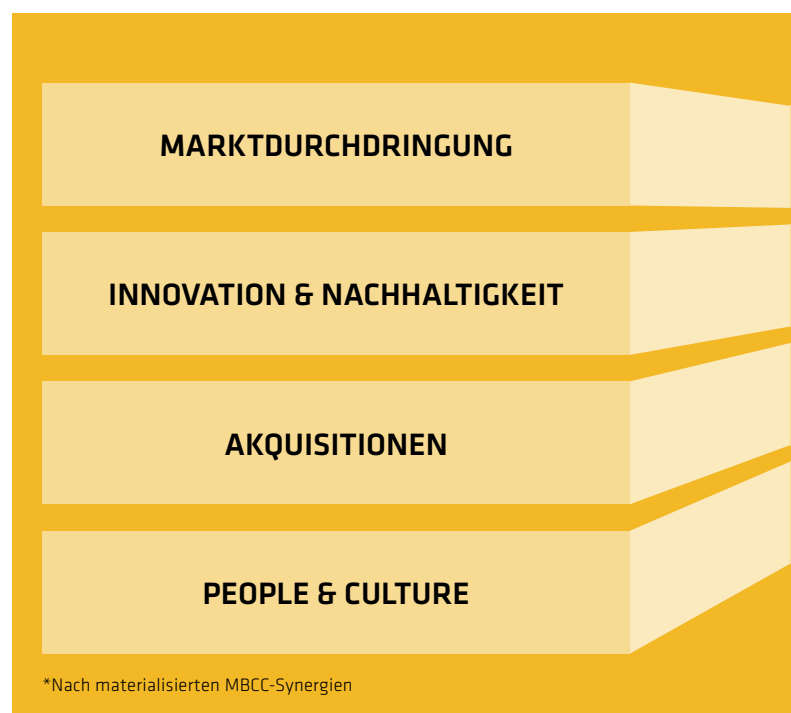 MARKTDURCHDRINGUNG
INNOVATION & NACHHALTIGKEIT
AKQUISITIONEN
PEOPLE & CULTURE
*Nach materialisierten MBCC-Synergien